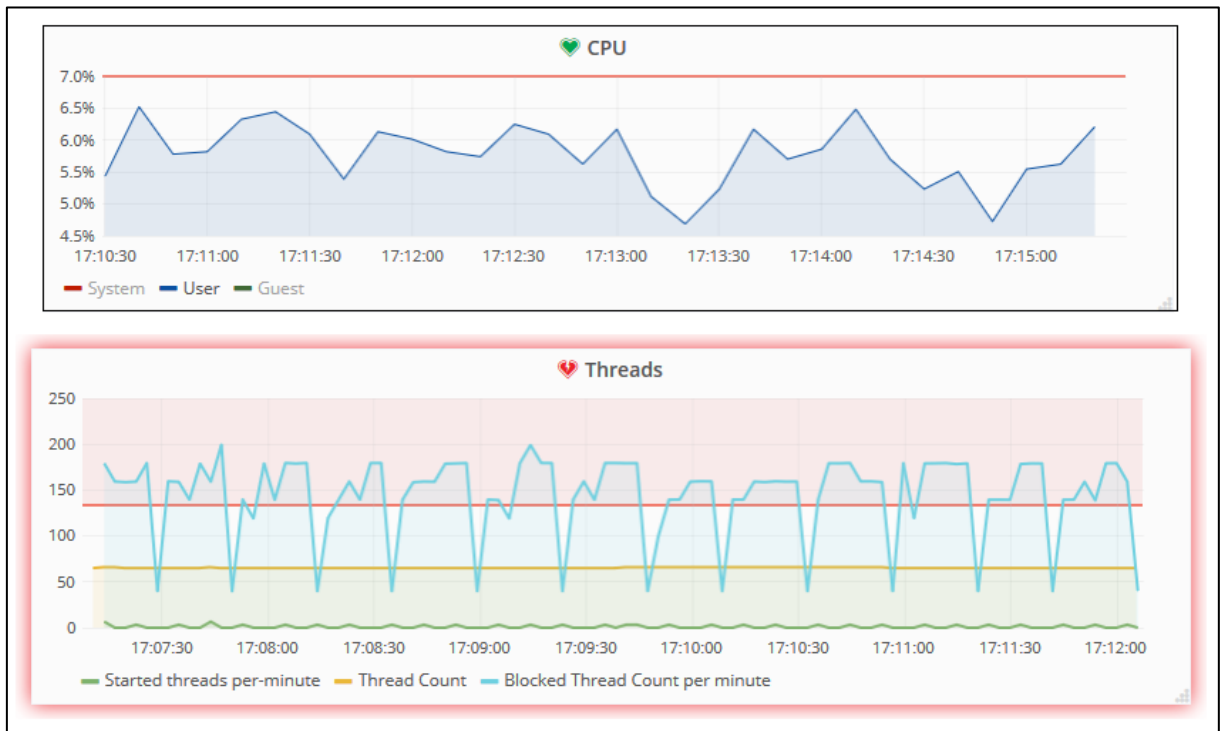 CPU
7.0%
6.5%
6.0%
5.5%
5.0%
4.5%
17:10:30 17:11:00 17:11:30 17:12:00 17:12:30 17:13:00 17:13:30 17:14:00 17:14:30 17:15:00
System User Guest
Threads
250
200
150
100
50
0
17:07:30 17:08:00 17:08:30 17:09:00 17:09:30 17:10:00 17:10:30 17:11:00 17:11:30 17:12:00
Started threads per-minute Thread Count Blocked Thread Count per minute